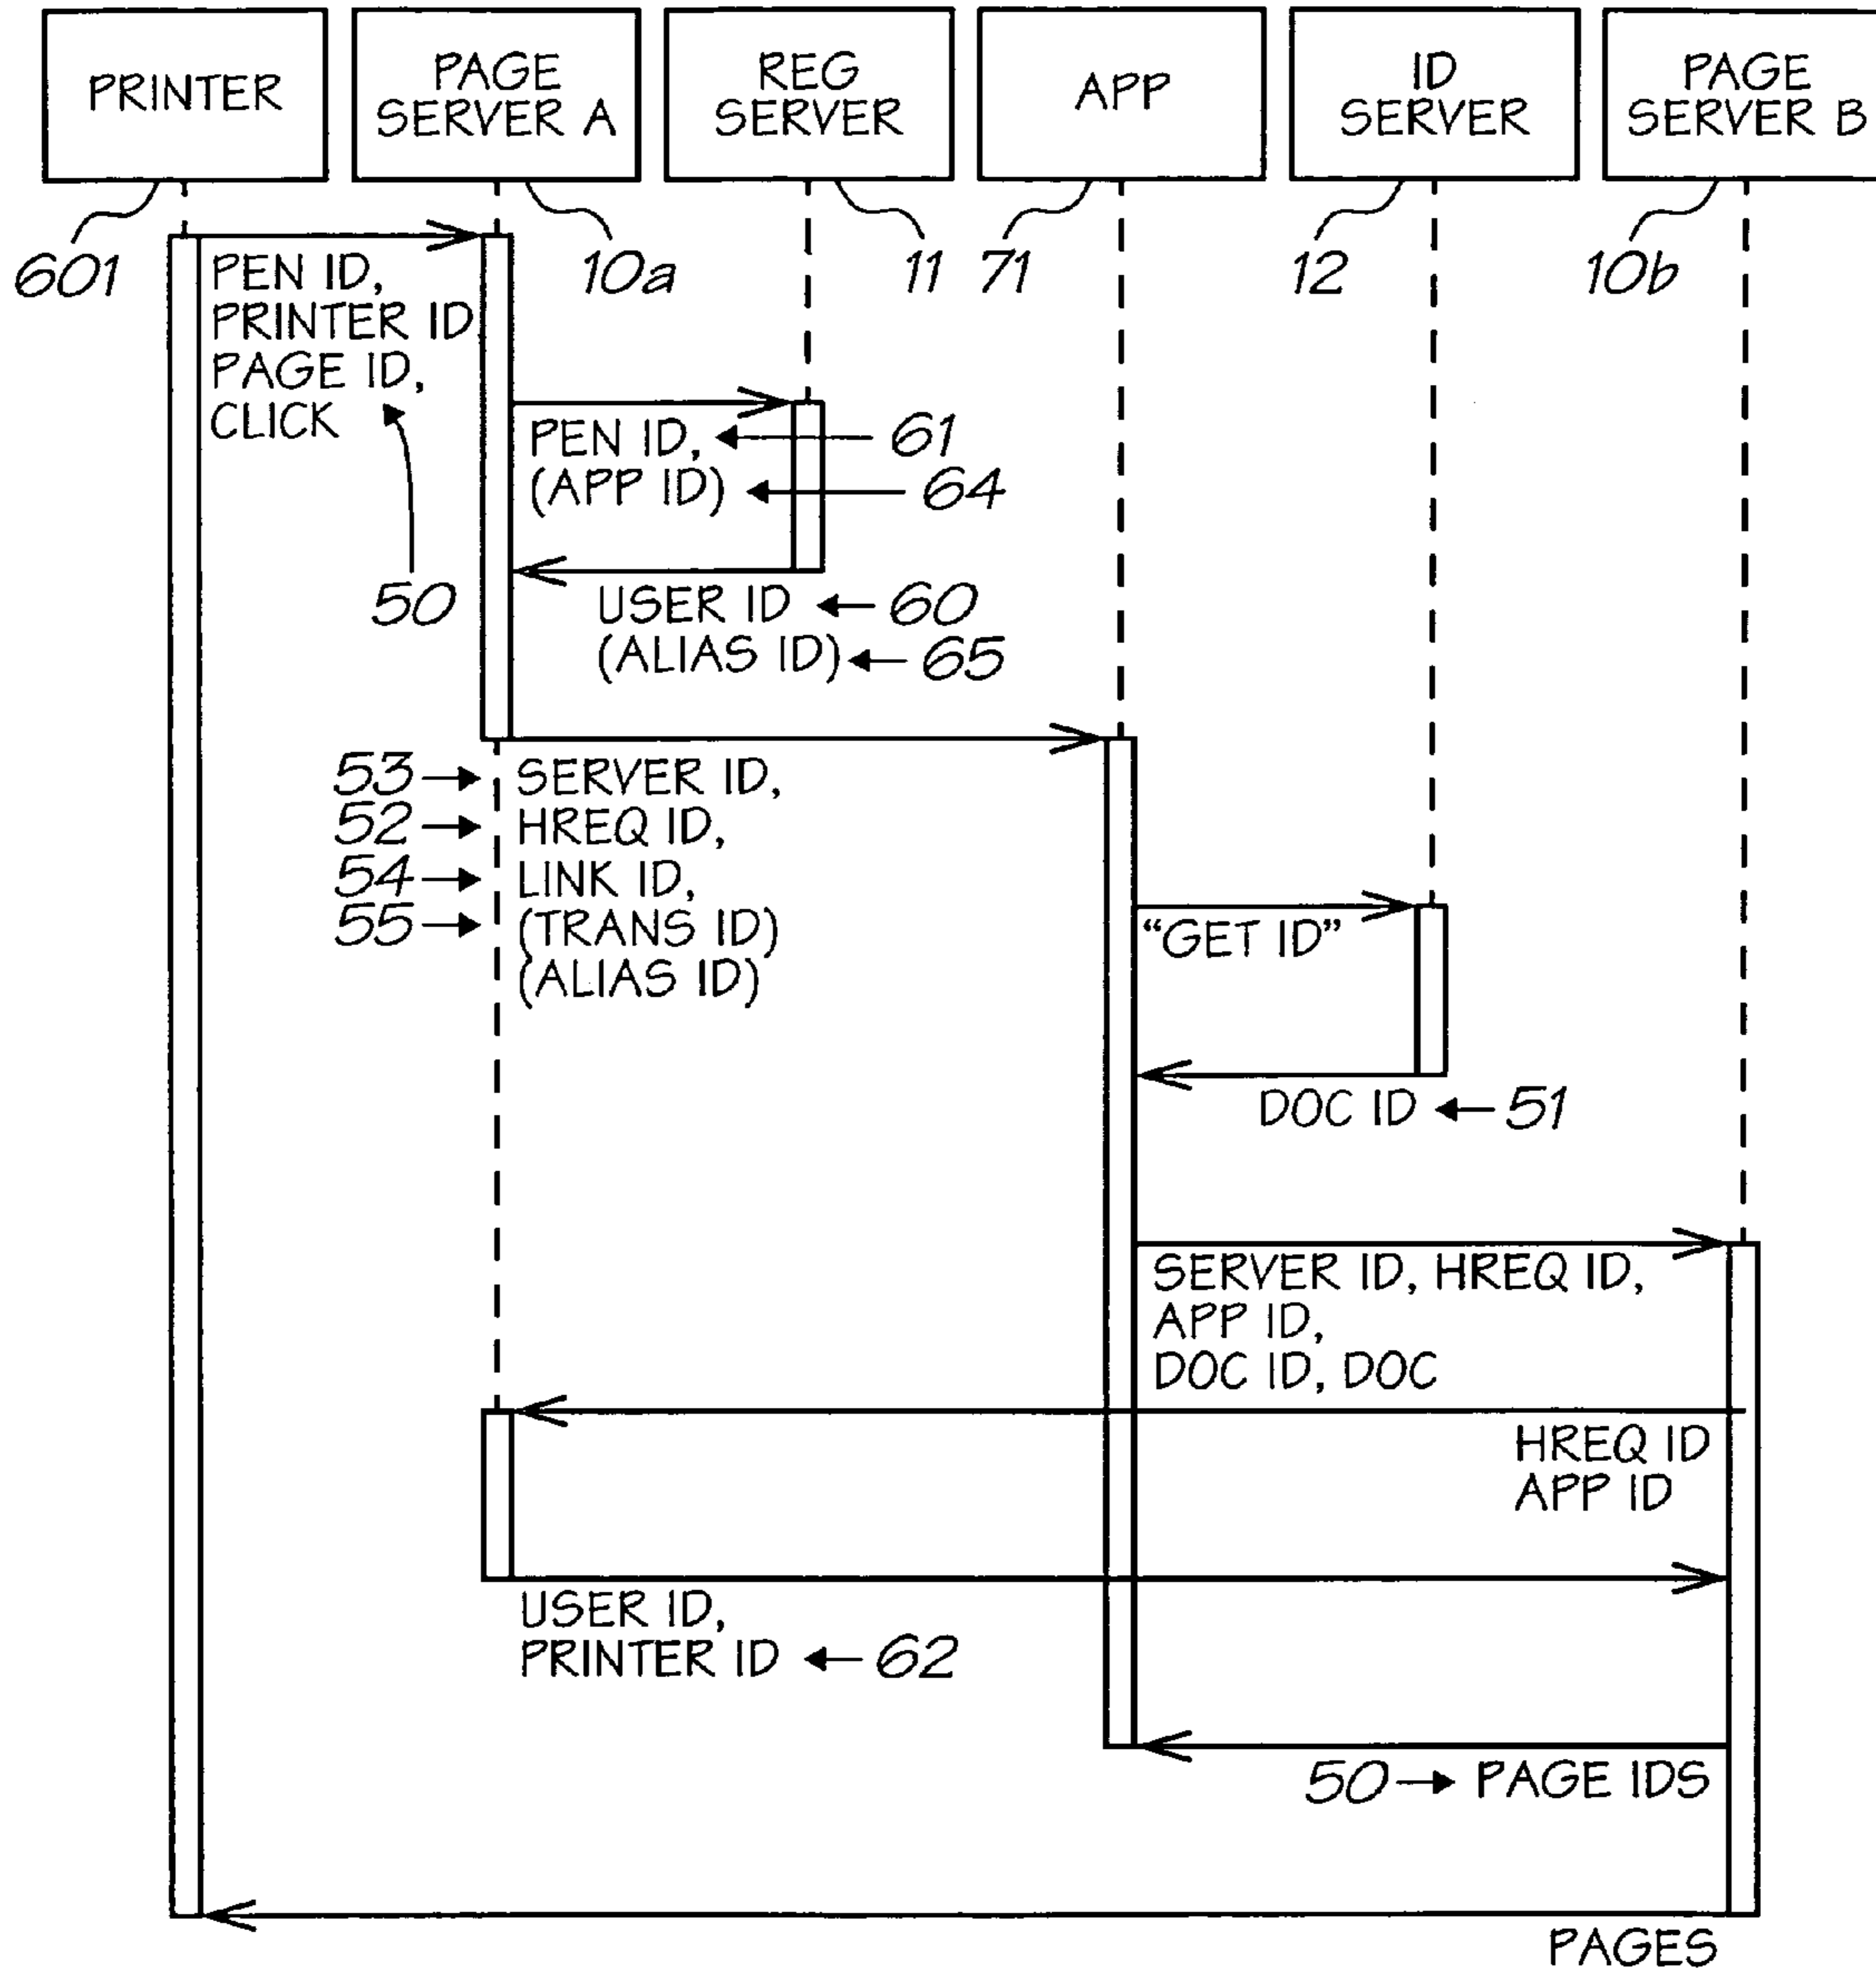 PRINTER
PAGE
SERVER A
REG
SERVER
APP
ID
SERVER
PAGE
SERVER B
601
10a
11
71
12
10b
PEN ID,
PRINTER ID
PAGE ID,
CLICK
50
PEN ID,
(APP ID)
61
64
USER ID
(ALIAS ID)
60
65
53
52
54
55
SERVER ID,
HREQ ID,
LINK ID,
(TRANS ID)
(ALIAS ID)
“GET ID”
DOC ID
51
SERVER ID, HREQ ID,
APP ID,
DOC ID, DOC
HREQ ID
APP ID
USER ID,
PRINTER ID
62
50
PAGE IDS
PAGES